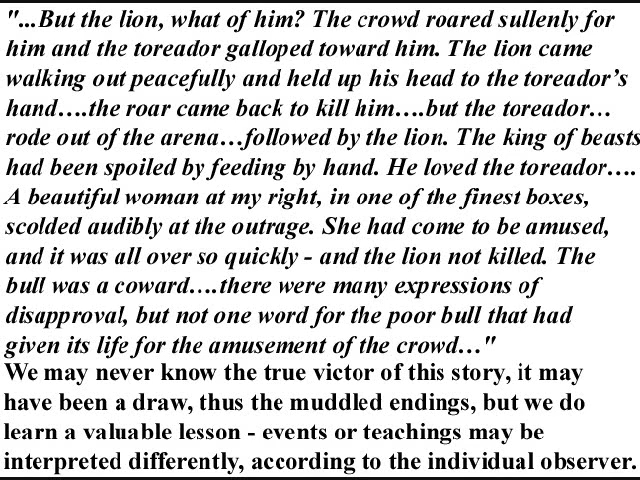 "...But the lion, what of him? The crowd roared sullenly for
him and the toreador galloped toward him. The lion came
walking out peacefully and held up his head to the toreador's
hand....the roar came back to kill him....but the toreador...
rode out of the arena...followed by the lion. The king of beasts
had been spoiled by feeding by hand. He loved the toreador....
A beautiful woman at my right, in one of the finest boxes,
scolded audibly at the outrage. She had come to be amused,
and it was all over so quickly - and the lion not killed. The
bull was a coward....there were many expressions of
disapproval, but not one word for the poor bull that had
given its life for the amusement of the crowd..."
We may never know the true victor of this story, it may
have been a draw, thus the muddled endings, but we do
learn a valuable lesson - events or teachings may be
interpreted differently, according to the individual observer.